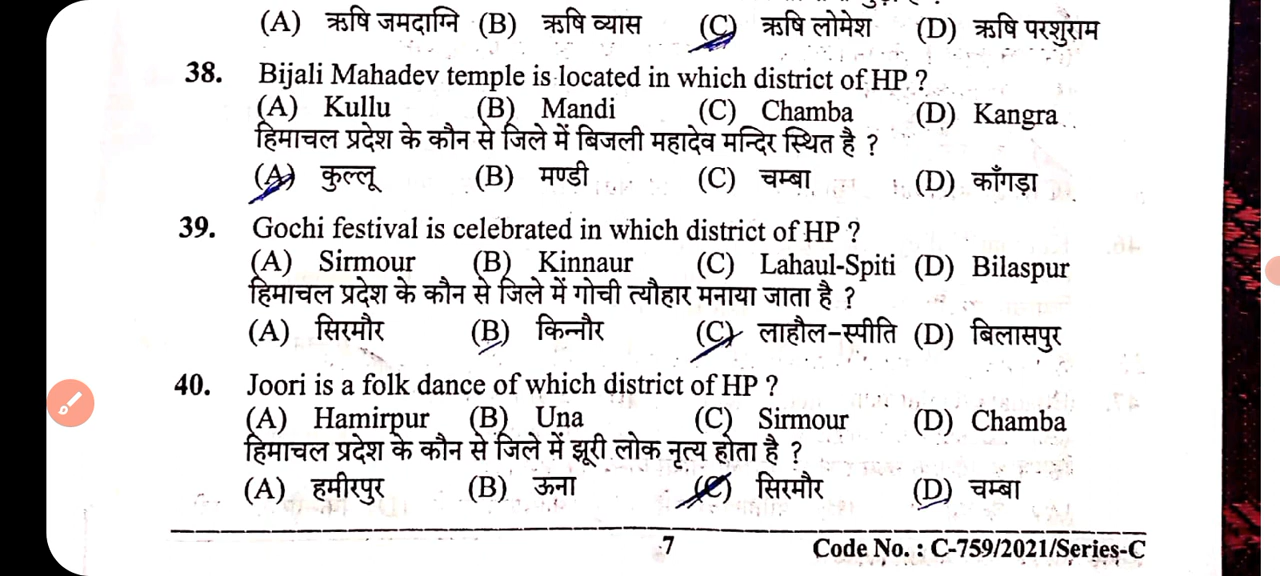 (A) ऋषि जमदाग्नि (B) ऋषि व्यास (C) ऋषि लोमेश (D) ऋषि परशुराम
38. Bijali Mahadev temple is located in which district of HP ?
(A) Kullu (B) Mandi (C) Chamba (D) Kangra
हिमाचल प्रदेश के कौन से जिले में बिजली महादेव मन्दिर स्थित है ?
(A) कुल्लू (B) मण्डी (C) चम्बा (D) काँगड़ा
39. Gochi festival is celebrated in which district of HP ?
(A) Sirmour (B) Kinnaur (C) Lahaul-Spiti (D) Bilaspur
हिमाचल प्रदेश के कौन से जिले में गोची त्यौहार मनाया जाता है ?
(A) सिरमौर (B) किन्नौर (C) लाहौल-स्पीति (D) बिलासपुर
40. Joori is a folk dance of which district of HP ?
(A) Hamirpur (B) Una (C) Sirmour (D) Chamba
हिमाचल प्रदेश के कौन से जिले में झूरी लोक नृत्य होता है ?
(A) हमीरपुर (B) ऊना (C) सिरमौर (D) चम्बा
7 Code No. : C-759/2021/Series-C